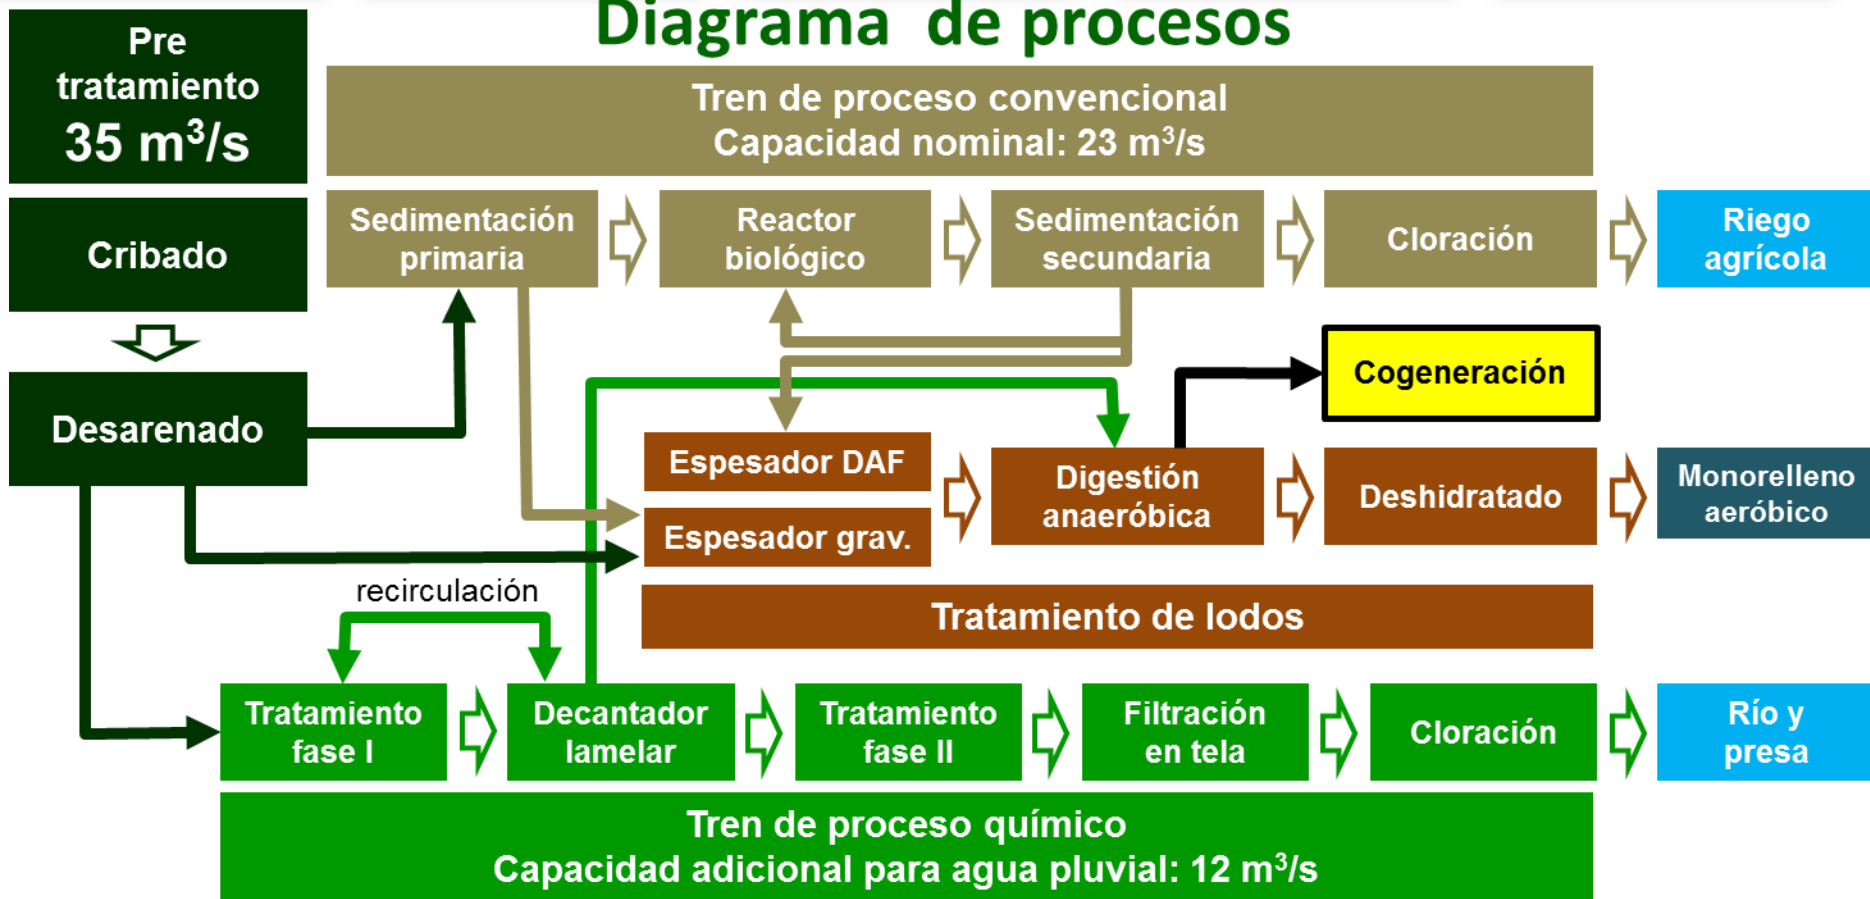 Diagrama de procesos
Pre
tratamiento
35 m³/s
Cribado
Desarenado
Tren de proceso convencional
Capacidad nominal: 23 m³/s
Sedimentación
primaria
Reactor
biológico
Sedimentación
secundaria
Cloración
Riego
agrícola
Cogeneración
Espesador DAF
Espesador grav.
Digestión
anaeróbica
Deshidratado
Monorelleno
aeróbico
Tratamiento de lodos
recirculación
Tratamiento
fase I
Decantador
lamelar
Tratamiento
fase II
Filtración
en tela
Cloración
Río y
presa
Tren de proceso químico
Capacidad adicional para agua pluvial: 12 m³/s